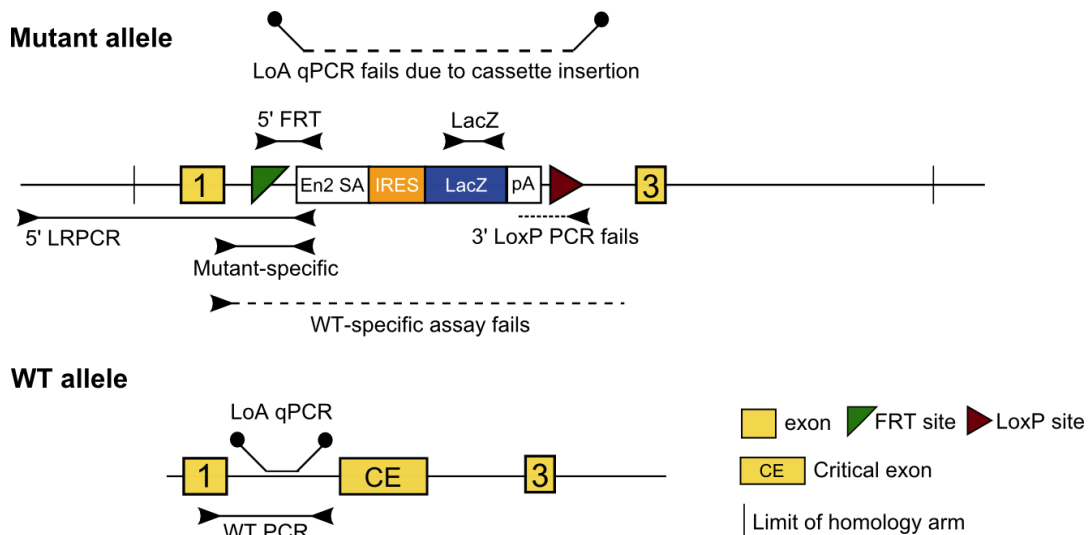 Mutant allele
LoA qPCR fails due to cassette insertion
5' FRT
LacZ
1
En2 SA
IRES
LacZ
pA
3
5' LRPCR
3' LoxP PCR fails
Mutant-specific
WT-specific assay fails
WT allele
LoA qPCR
1
CE
3
WT PCR
exon
FRT site
LoxP site
CE
Critical exon
Limit of homology arm